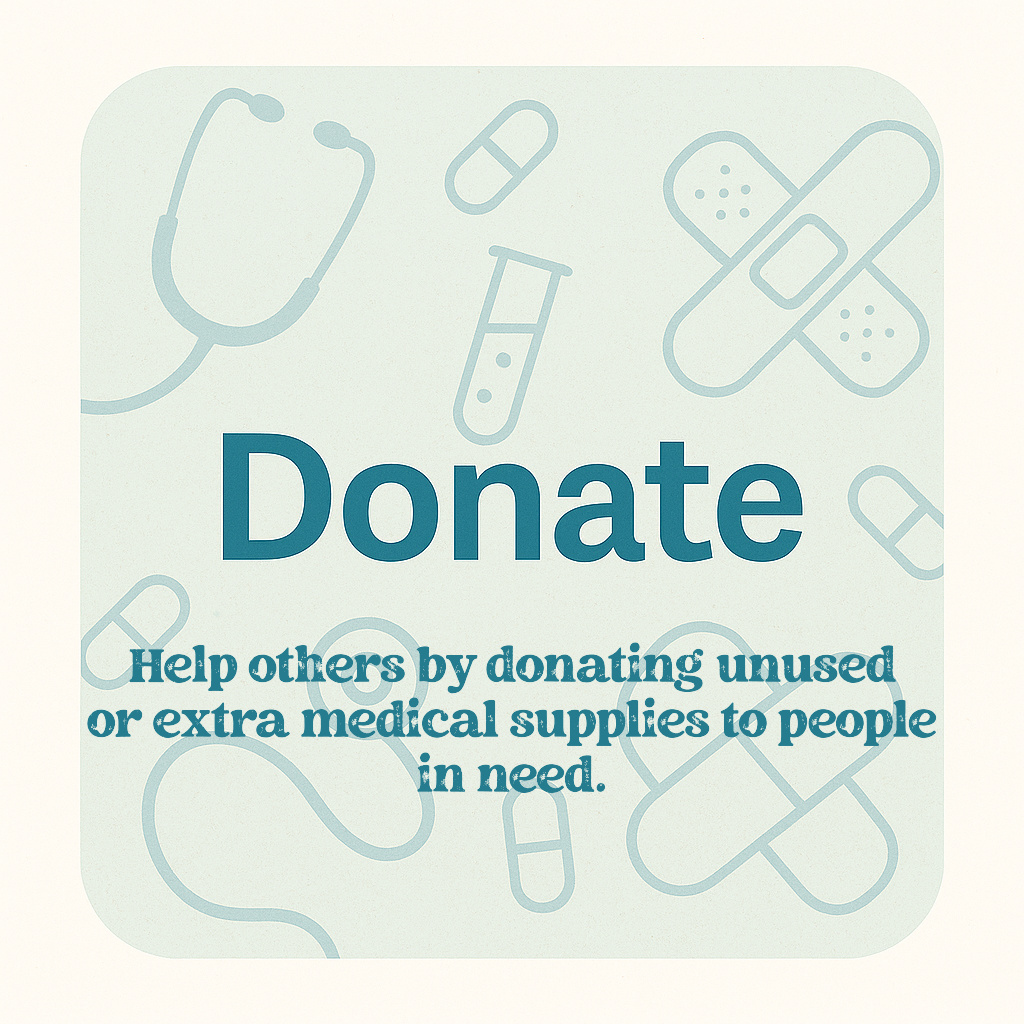 Donate
Help others by donating unused
or extra medical supplies to people
in need.